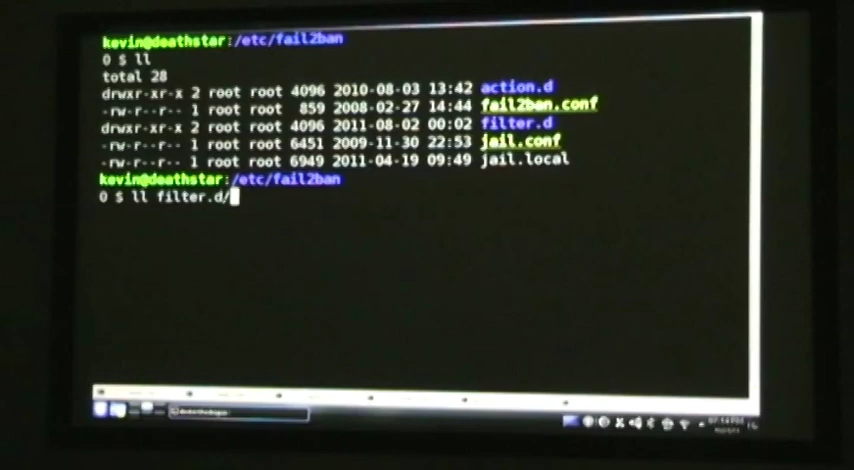 kevin@deathstar:/etc/fail2ban
0 $ ll
total 28
drwxr-xr-x 2 root root 4096 2010-08-03 13:42 action.d
-rw-r--r-- 1 root root 859 2008-02-27 14:44 fail2ban.conf
drwxr-xr-x 2 root root 4096 2011-08-02 00:02 filter.d
-rw-r--r-- 1 root root 6451 2009-11-30 22:53 jail.conf
-rw-r--r-- 1 root root 6949 2011-04-19 09:49 jail.local
kevin@deathstar:/etc/fail2ban
0 $ ll filter.d/